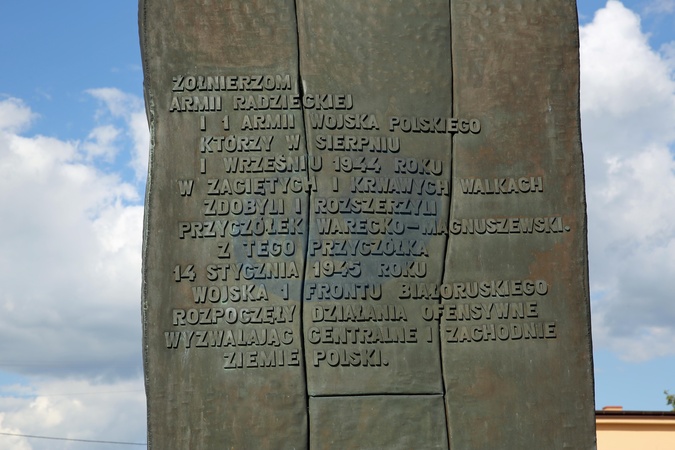 ŻOŁNIERZOM
ARMII RADZIECKIEJ
I 1 ARMII WOJSKA POLSKIEGO
KTÓRZY W SIERPNIU
I WRZEŚNIU 1944 ROKU
W ZACIĘTYCH I KRWAWYCH WALKACH
ZDOBYLI I ROZSZERZYLI
PRZYCZÓŁEK WARECKO-MAGNUSZEWSKI.
Z TEGO PRZYCZÓŁKA
14 STYCZNIA 1945 ROKU
WOJSKA 1 FRONTU BIAŁORUSKIEGO
ROZPOCZĘŁY DZIAŁANIA OFENSYWNE
WYZWALAJĄC CENTRALNE I ZACHODNIE
ZIEMIE POLSKI.